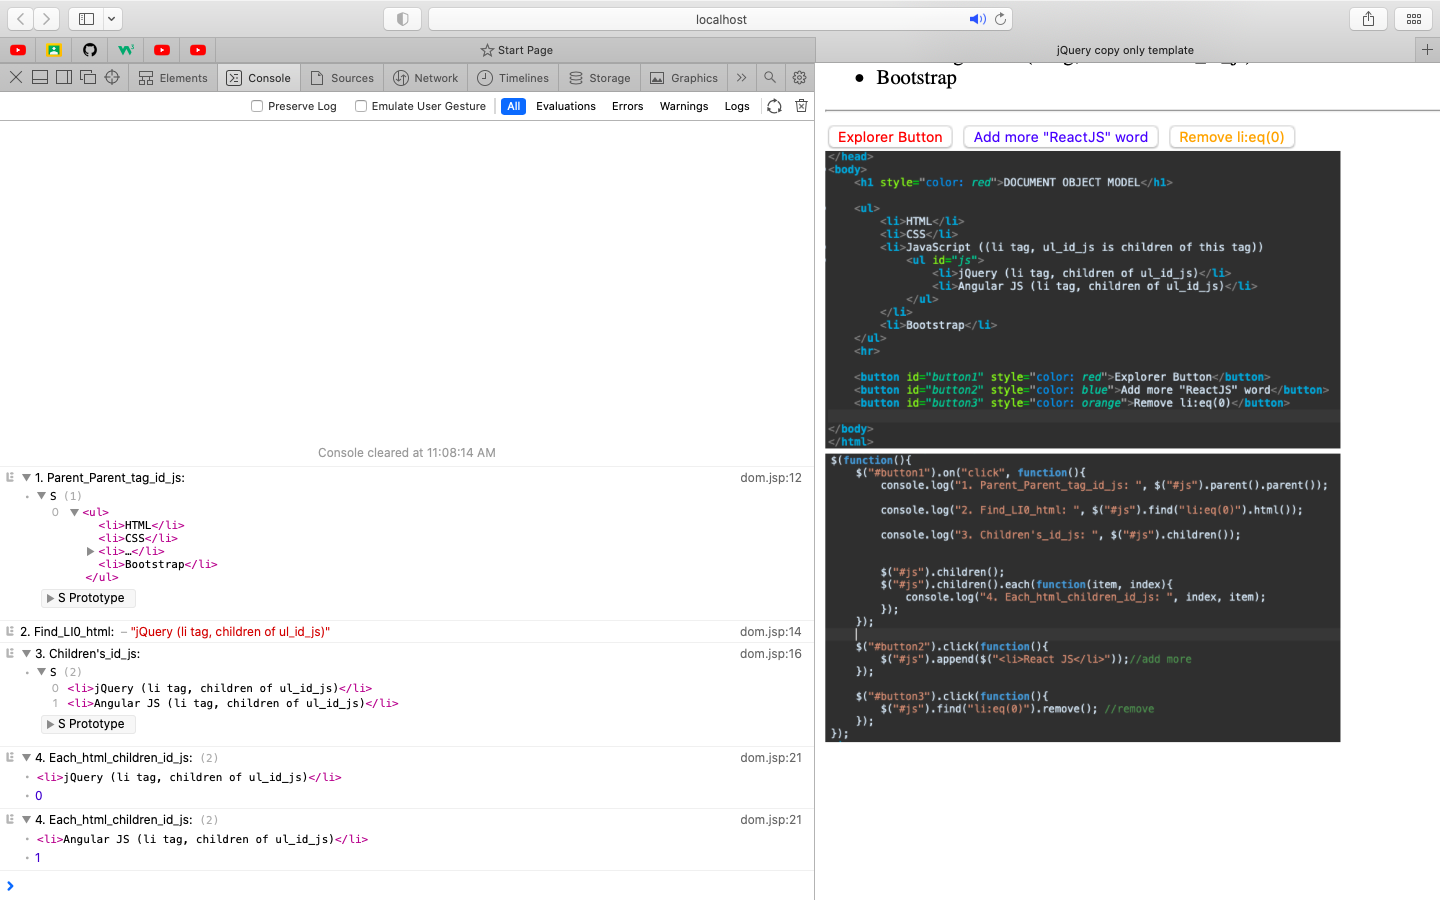 localhost
Start Page
jQuery copy only template
Elements
Console
Sources
Network
Timelines
Storage
Graphics
Preserve Log
Emulate User Gesture
All
Evaluations
Errors
Warnings
Logs
Console cleared at 11:08:14 AM
1. Parent_Parent_tag_id_js:
dom.jsp:12
S (1)
0 <ul>
<li>HTML</li>
<li>CSS</li>
<li>…</li>
<li>Bootstrap</li>
</ul>
S Prototype
2. Find_LI0_html: – "jQuery (li tag, children of ul_id_js)"
dom.jsp:14
3. Children's_id_js:
dom.jsp:16
S (2)
0 <li>jQuery (li tag, children of ul_id_js)</li>
1 <li>Angular JS (li tag, children of ul_id_js)</li>
S Prototype
4. Each_html_children_id_js: (2)
dom.jsp:21
<li>jQuery (li tag, children of ul_id_js)</li>
0
4. Each_html_children_id_js: (2)
dom.jsp:21
<li>Angular JS (li tag, children of ul_id_js)</li>
1
• Bootstrap
Explorer Button
Add more "ReactJS" word
Remove li:eq(0)
</head>
<body>
<h1 style="color: red">DOCUMENT OBJECT MODEL</h1>
<ul>
<li>HTML</li>
<li>CSS</li>
<li>JavaScript ((li tag, ul_id_js is children of this tag))
<ul id="js">
<li>jQuery (li tag, children of ul_id_js)</li>
<li>Angular JS (li tag, children of ul_id_js)</li>
</ul>
</li>
<li>Bootstrap</li>
</ul>
<hr>
<button id="button1" style="color: red">Explorer Button</button>
<button id="button2" style="color: blue">Add more "ReactJS" word</button>
<button id="button3" style="color: orange">Remove li:eq(0)</button>
</body>
</html>
$(function(){
$("#button1").on("click", function(){
console.log("1. Parent_Parent_tag_id_js: ", $("#js").parent().parent());
console.log("2. Find_LI0_html: ", $("#js").find("li:eq(0)").html());
console.log("3. Children's_id_js: ", $("#js").children());
$("#js").children();
$("#js").children().each(function(item, index){
console.log("4. Each_html_children_id_js: ", index, item);
});
});
$("#button2").click(function(){
$("#js").append($("<li>React JS</li>"));//add more
});
$("#button3").click(function(){
$("#js").find("li:eq(0)").remove(); //remove
});
});